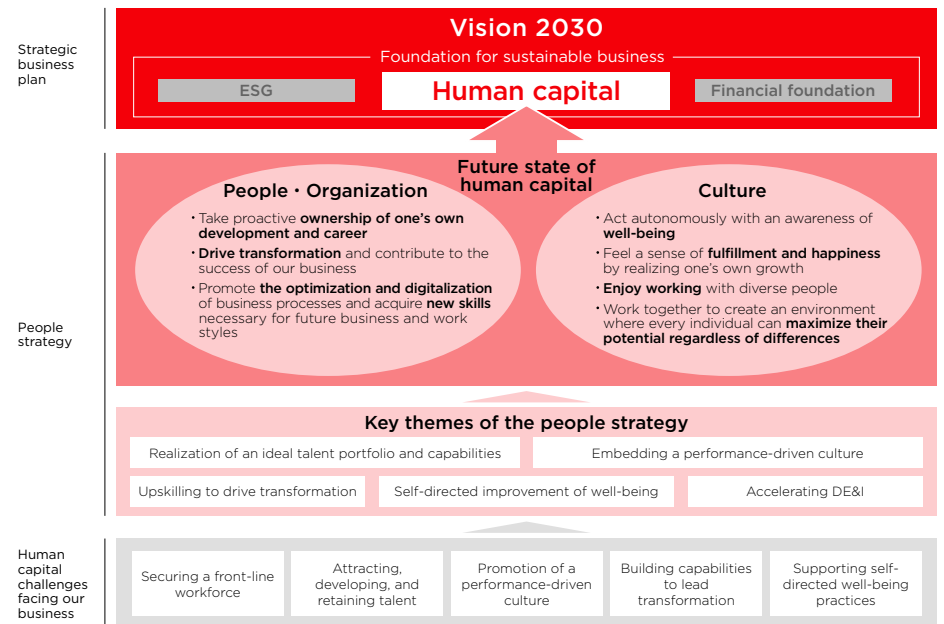 Strategic
business
plan
Vision 2030
Foundation for sustainable business
ESG
Human capital
Financial foundation
People
strategy
Future state of
human capital
People・Organization
・Take proactive ownership of one's own
development and career
・Drive transformation and contribute to the
success of our business
・Promote the optimization and digitalization
of business processes and acquire new skills
necessary for future business and work
styles
Culture
・Act autonomously with an awareness of
well-being
・Feel a sense of fulfillment and happiness
by realizing one's own growth
・Enjoy working with diverse people
・Work together to create an environment
where every individual can maximize their
potential regardless of differences
Key themes of the people strategy
Realization of an ideal talent portfolio and capabilities
Embedding a performance-driven culture
Upskilling to drive transformation
Self-directed improvement of well-being
Accelerating DE&I
Human
capital
challenges
facing our
business
Securing a front-line
workforce
Attracting,
developing, and
retaining talent
Promotion of a
performance-driven
culture
Building capabilities
to lead
transformation
Supporting self-
directed well-being
practices